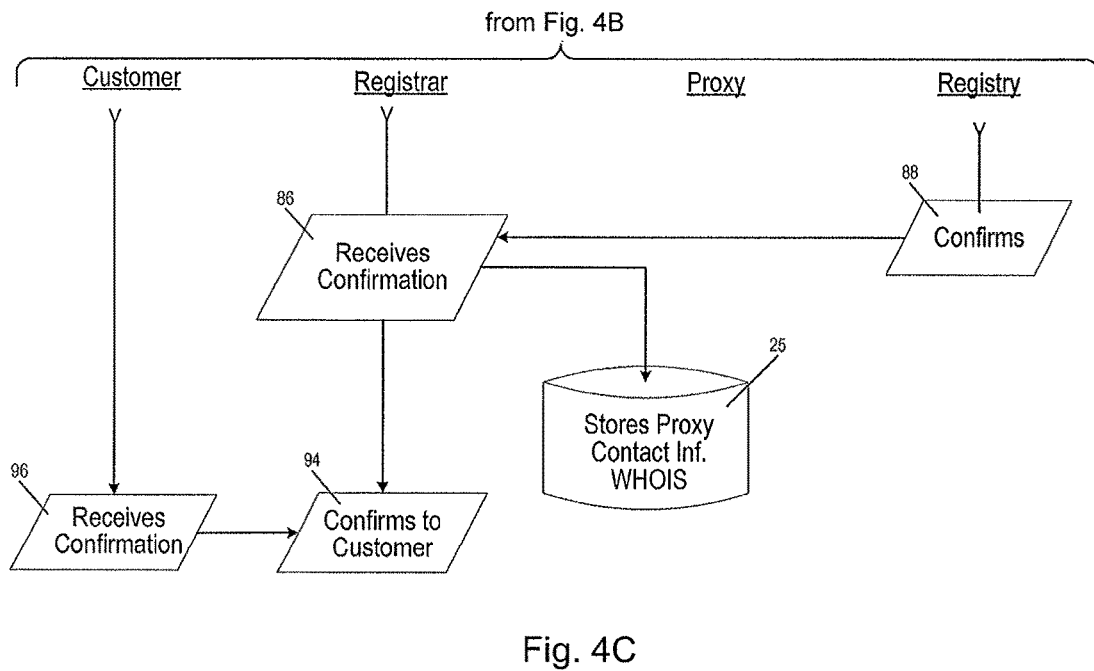 from Fig. 4B
Customer
Registrar
Proxy
Registry
86
Receives
Confirmation
88
Confirms
25
Stores Proxy
Contact Inf.
WHOIS
96
Receives
Confirmation
94
Confirms to
Customer
Fig. 4C